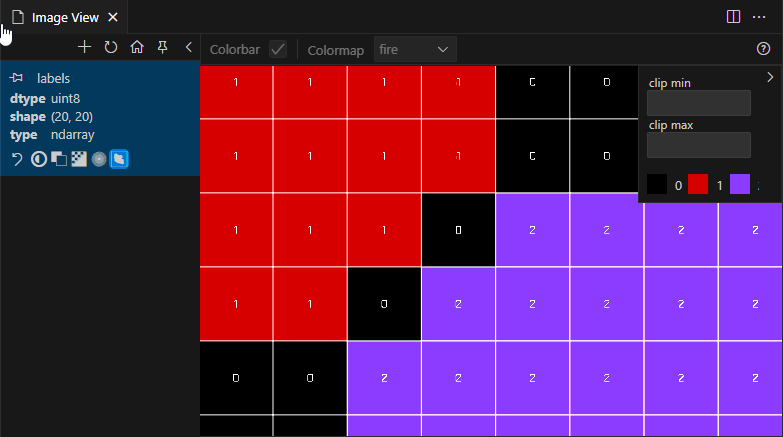 Image View
Colorbar Colormap fire
labels
dtype uint8
shape (20, 20)
type ndarray
clip min
clip max
0 1
1 1 1 1 0 0
1 1 1 1 0 0
1 1 1 0 2 2 2 2
1 1 0 2 2 2 2 2
0 0 2 2 2 2 2 2